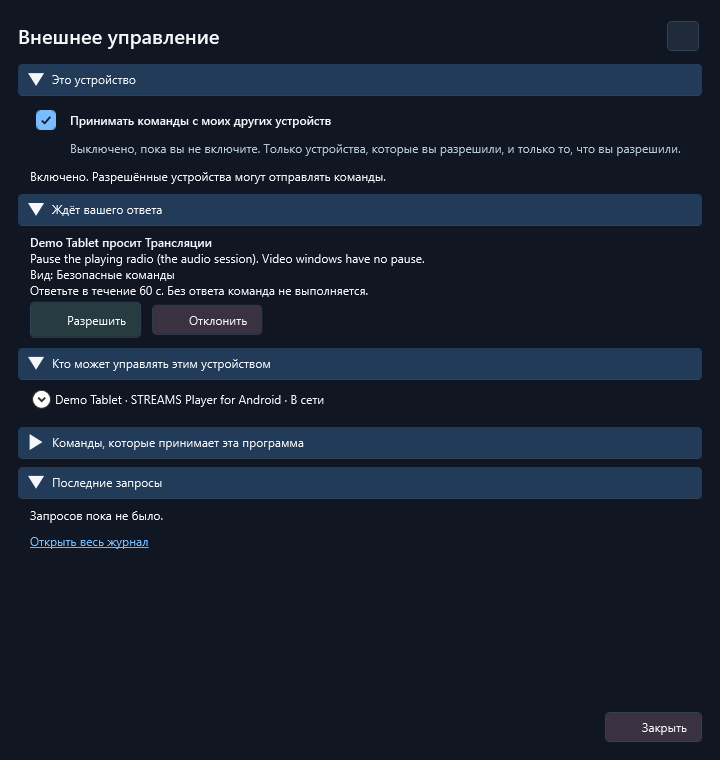 Внешнее управление
Это устройство
Принимать команды с моих других устройств
Выключено, пока вы не включите. Только устройства, которые вы разрешили, и только то, что вы разрешили.
Включено. Разрешённые устройства могут отправлять команды.
Ждёт вашего ответа
Demo Tablet просит Трансляции
Pause the playing radio (the audio session). Video windows have no pause.
Вид: Безопасные команды
Ответьте в течение 60 с. Без ответа команда не выполняется.
Разрешить
Отклонить
Кто может управлять этим устройством
Demo Tablet · STREAMS Player for Android · В сети
Команды, которые принимает эта программа
Последние запросы
Запросов пока не было.
Открыть весь журнал
Закрыть